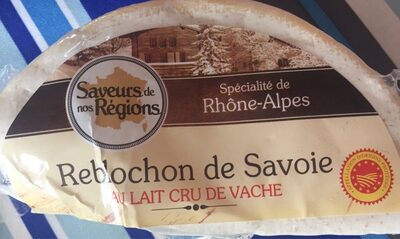 Saveurs de
nos Régions
Spécialité de
Rhône-Alpes
Reblochon de Savoie
AU LAIT CRU DE VACHE